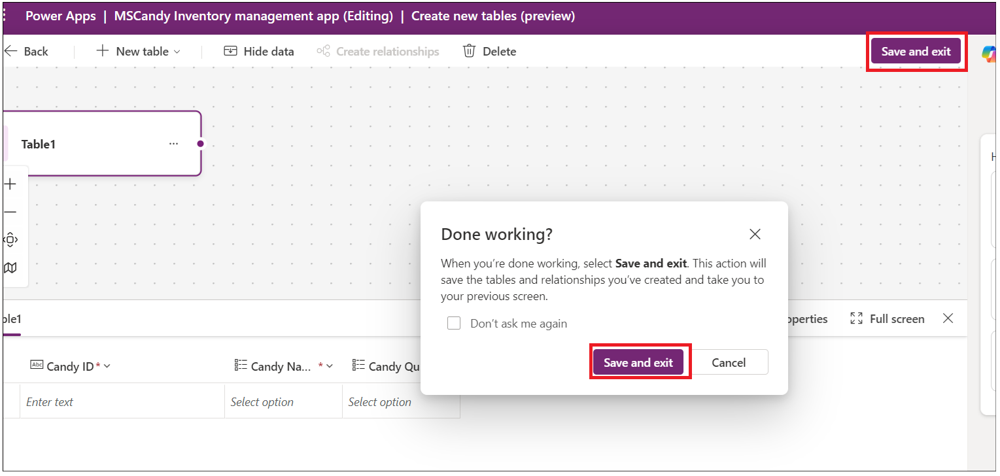 Power Apps | MSCandy Inventory management app (Editing) | Create new tables (preview)
Back New table Hide data Create relationships Delete Save and exit
Table1
Done working?
When you’re done working, select Save and exit. This action will
save the tables and relationships you’ve created and take you to
your previous screen.
Don’t ask me again
Save and exit Cancel
ble1 operties Full screen
Abc Candy ID* Candy Na... * Candy Qu
Enter text Select option Select option